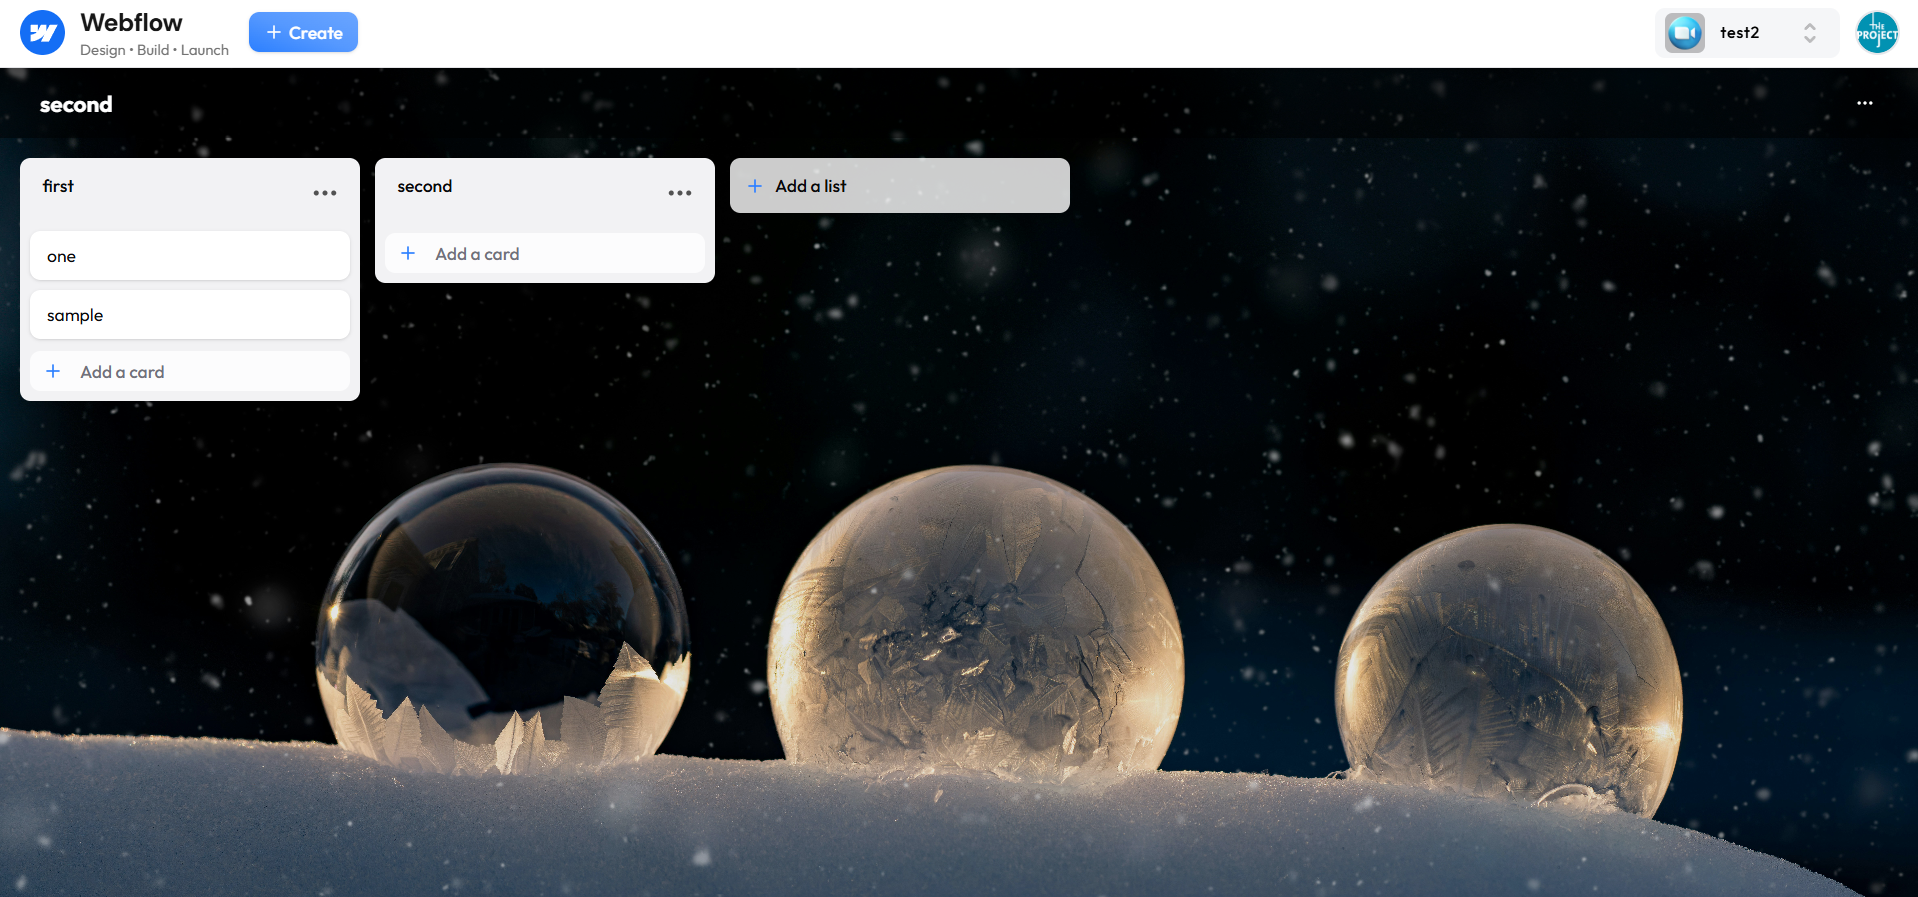 Webflow
Design • Build • Launch
+ Create
test2
THE
PROJECT
second
...
first
...
one
sample
+ Add a card
second
...
+ Add a card
+ Add a list